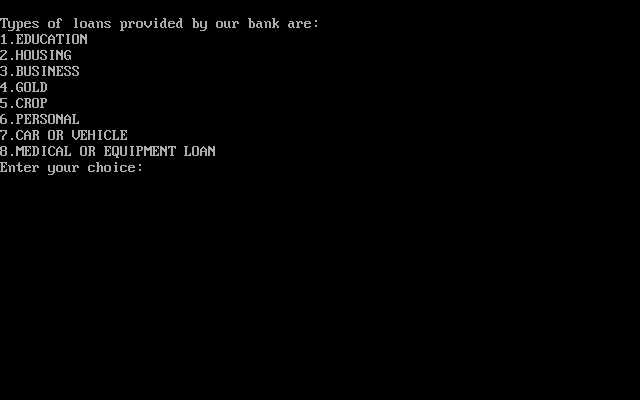 Types of loans provided by our bank are:
1.EDUCATION
2.HOUSING
3.BUSINESS
4.GOLD
5.CROP
6.PERSONAL
7.CAR OR VEHICLE
8.MEDICAL OR EQUIPMENT LOAN
Enter your choice: